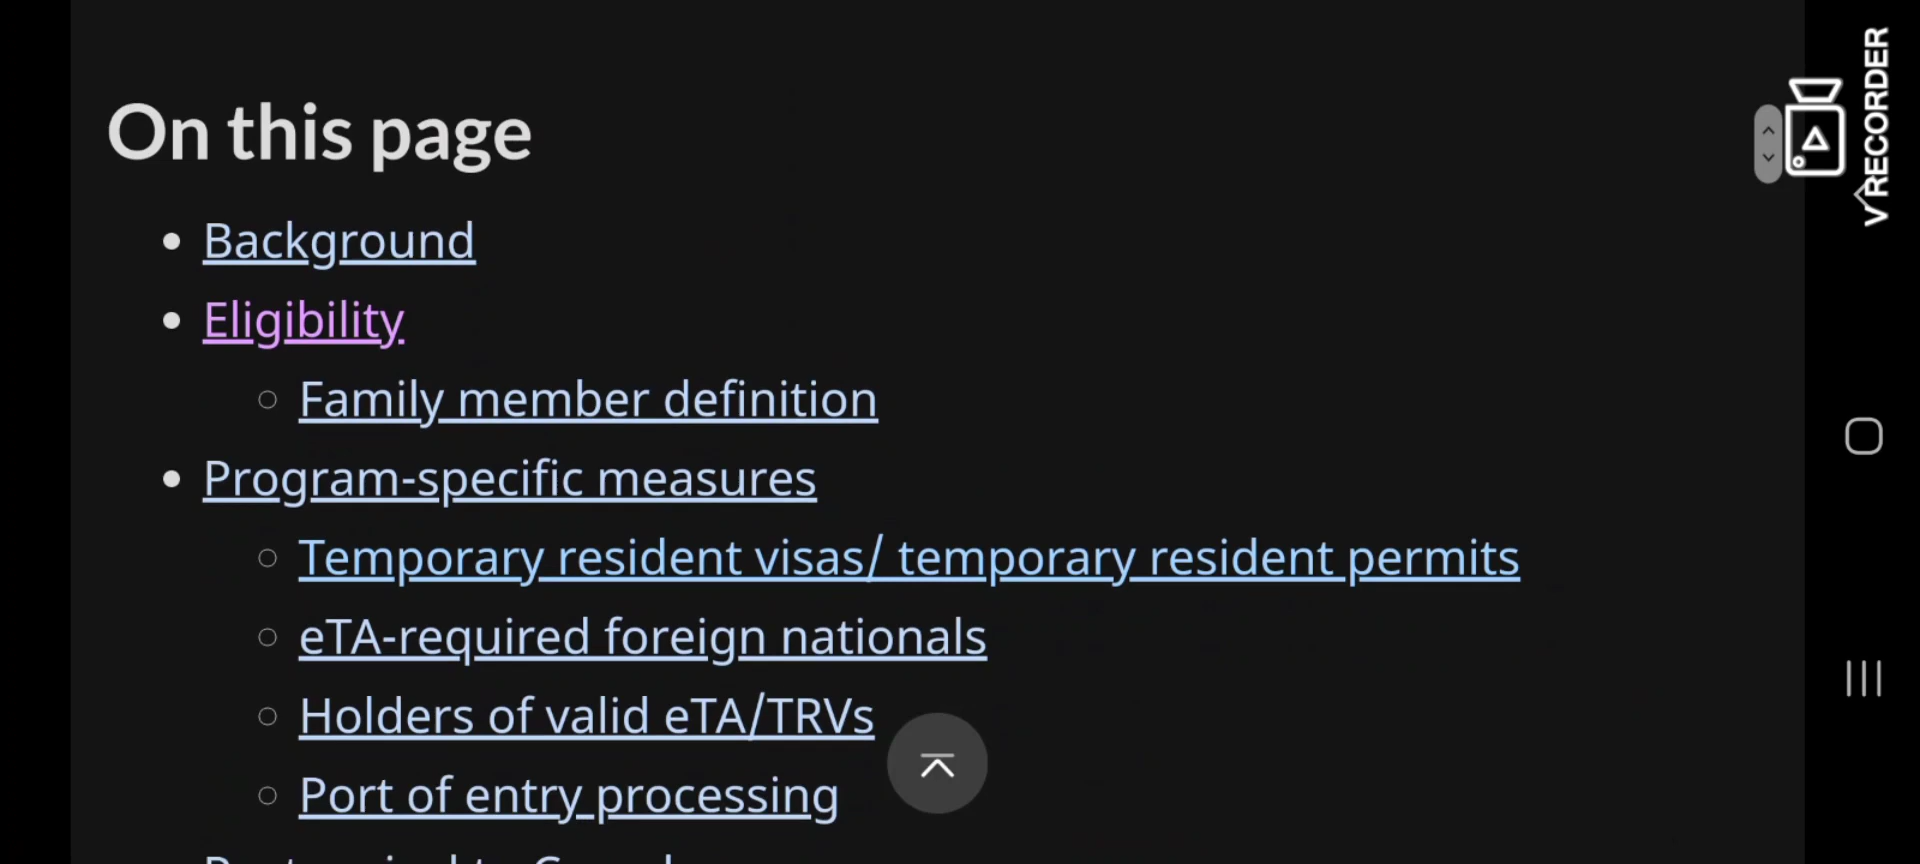 On this page
Background
Eligibility
Family member definition
Program-specific measures
Temporary resident visas/ temporary resident permits
eTA-required foreign nationals
Holders of valid eTA/TRVs
Port of entry processing
VRECORDER